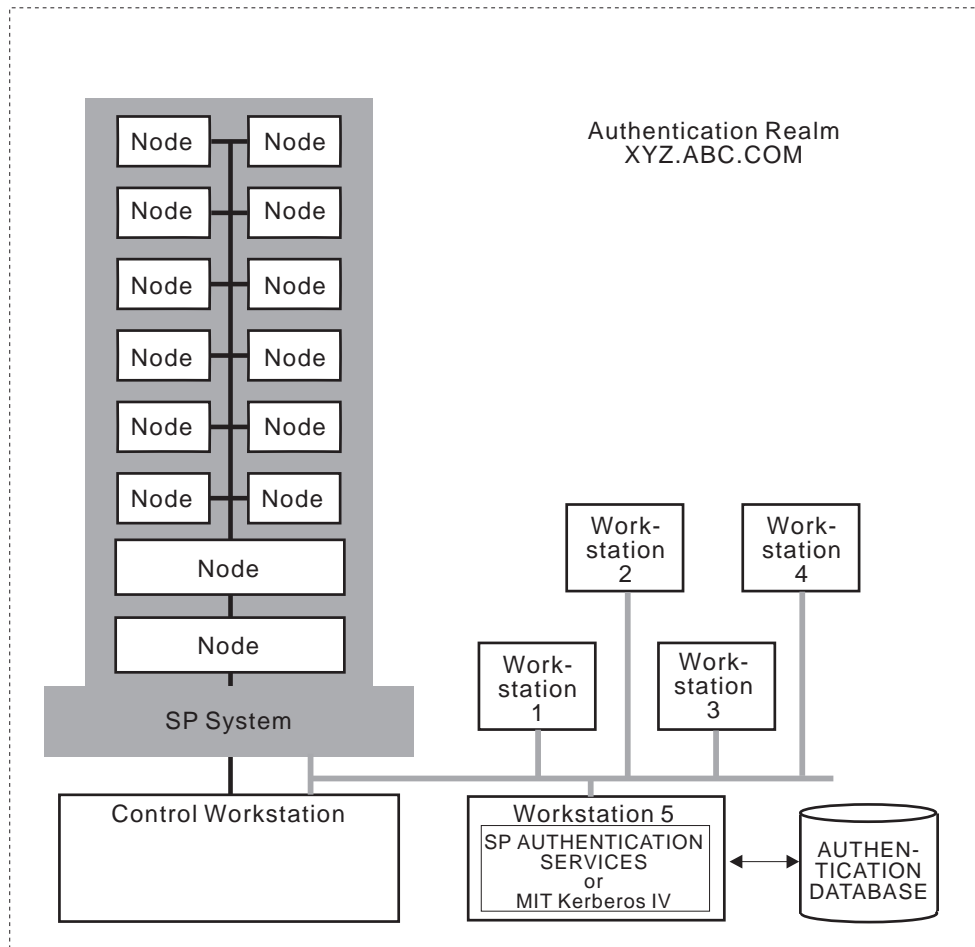 Authentication Realm
XYZ.ABC.COM
Node Node
Node Node
Node Node
Node Node
Node Node
Node Node
Node
Node
SP System
Control Workstation
Work-
station
1
Work-
station
2
Work-
station
3
Work-
station
4
Workstation 5
SP AUTHENTICATION
SERVICES
or
MIT Kerberos IV
AUTHEN-
TICATION
DATABASE